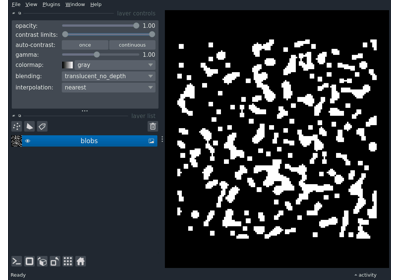 File View Plugins Window Help
layer controls
opacity: 1.00
contrast limits:
auto-contrast: once continuous
gamma: 1.00
colormap: gray
blending: translucent_no_depth
interpolation: nearest
layer list
blobs
Ready activity